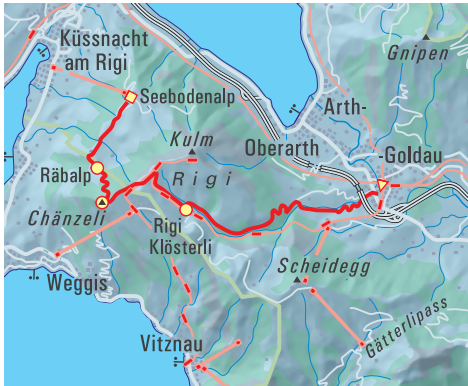 Küssnacht
am Rigi
Gnipen
Seebodenalp
Arth-
Kulm
Oberarth
Goldau
Räbalp
Rigi
Chänzeli
Rigi
Klösterli
Scheidegg
Weggis
Gätterlipass
Vitznau